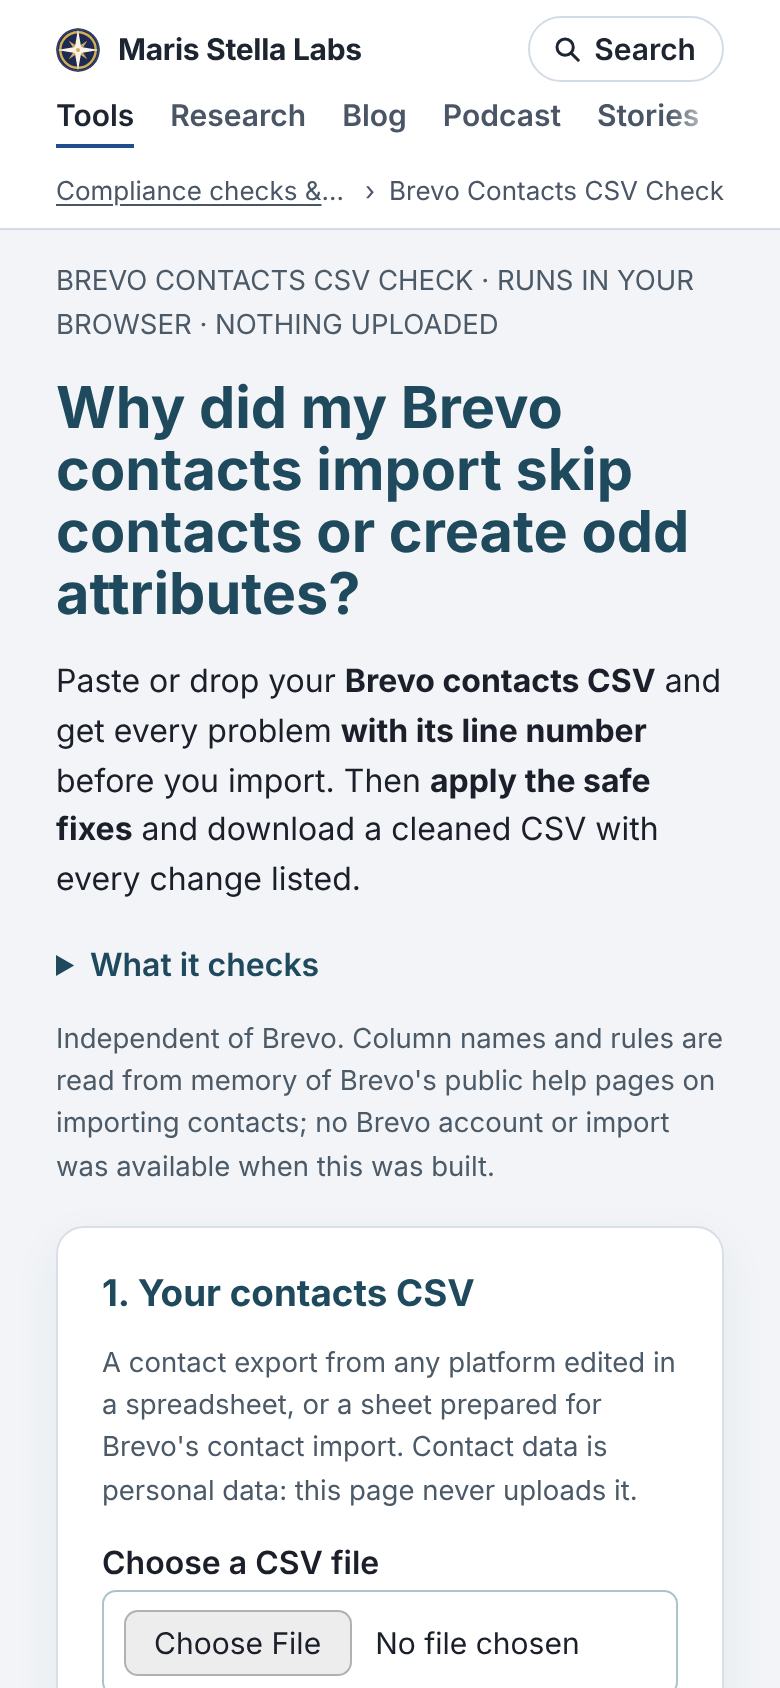 Maris Stella Labs
Search
Tools Research Blog Podcast Stories
Compliance checks &... › Brevo Contacts CSV Check
BREVO CONTACTS CSV CHECK · RUNS IN YOUR
BROWSER · NOTHING UPLOADED
Why did my Brevo
contacts import skip
contacts or create odd
attributes?
Paste or drop your Brevo contacts CSV and
get every problem with its line number
before you import. Then apply the safe
fixes and download a cleaned CSV with
every change listed.
What it checks
Independent of Brevo. Column names and rules are
read from memory of Brevo's public help pages on
importing contacts; no Brevo account or import
was available when this was built.
1. Your contacts CSV
A contact export from any platform edited in
a spreadsheet, or a sheet prepared for
Brevo's contact import. Contact data is
personal data: this page never uploads it.
Choose a CSV file
Choose File No file chosen